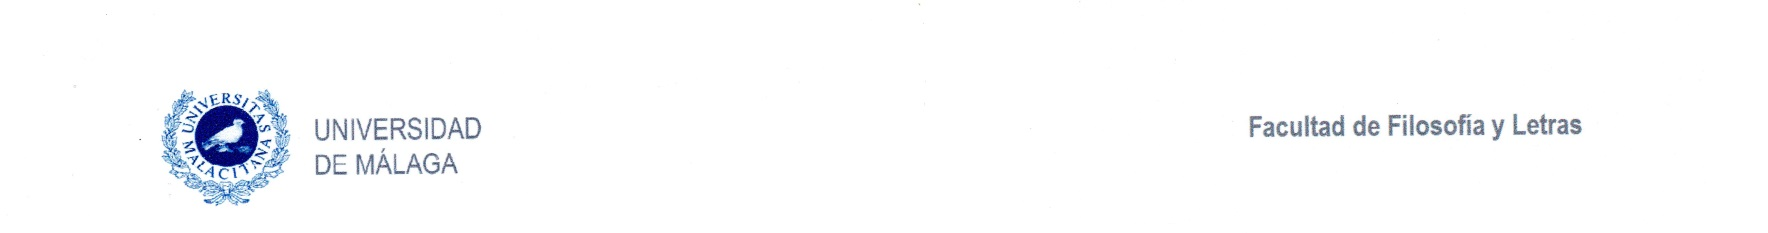 UNIVERSITAS MALACITANA
UNIVERSIDAD
DE MÁLAGA
Facultad de Filosofía y Letras